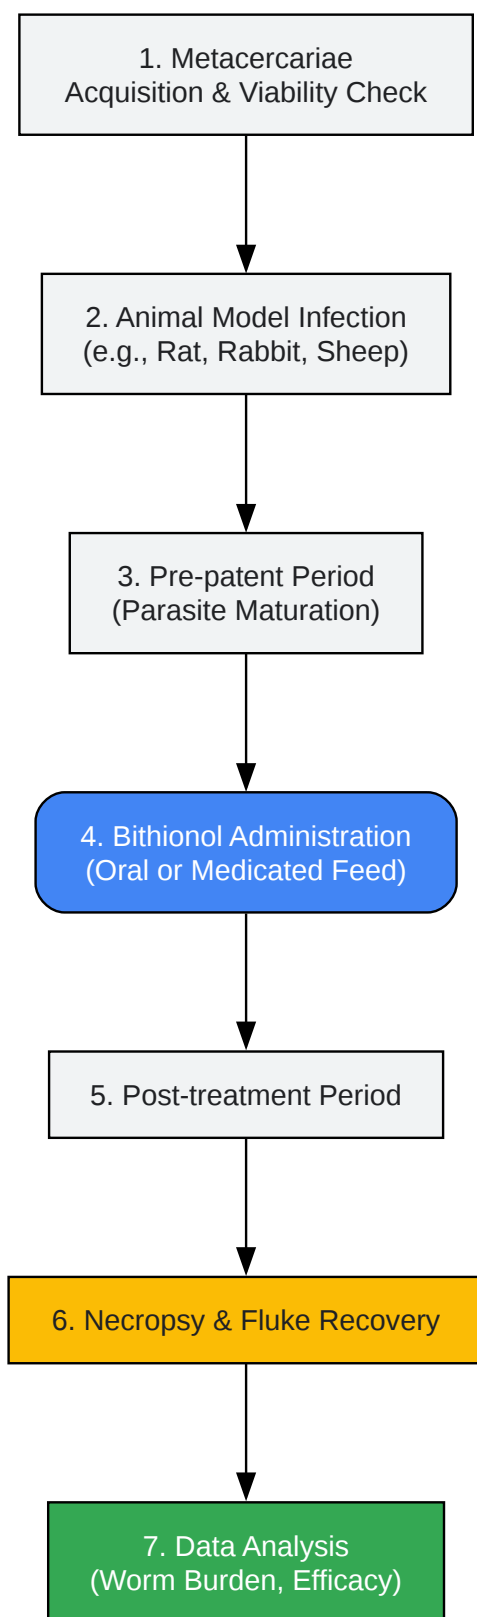 1. Metacercariae
Acquisition & Viability Check
2. Animal Model Infection
(e.g., Rat, Rabbit, Sheep)
3. Pre-patent Period
(Parasite Maturation)
4. Bithionol Administration
(Oral or Medicated Feed)
5. Post-treatment Period
6. Necropsy & Fluke Recovery
7. Data Analysis
(Worm Burden, Efficacy)